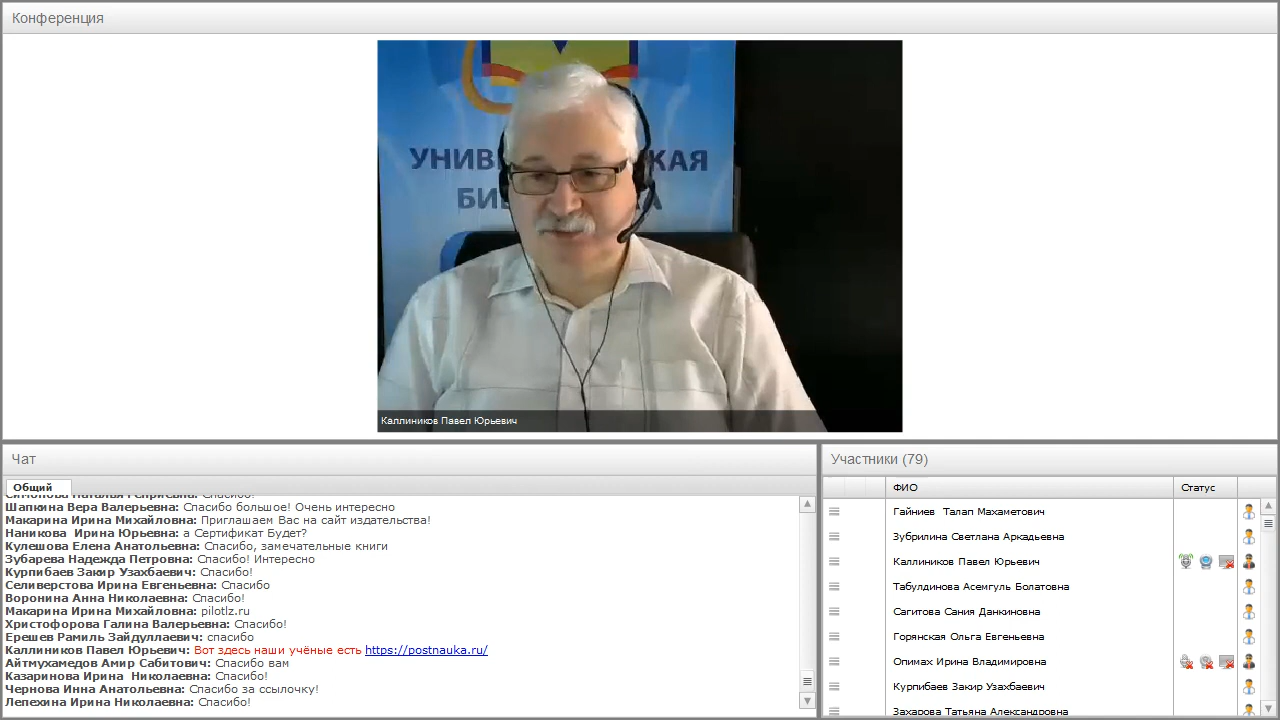 Конференция
УНИВ КАЯ
БИ А
Каллиников Павел Юрьевич
Чат
Общий
Спасибо!
Шапкина Вера Валерьевна: Спасибо большое! Очень интересно
Макарина Ирина Михайловна: Приглашаем Вас на сайт издательства!
Наникова Ирина Юрьевна: а Сертификат Будет?
Кулешова Елена Анатольевна: Спасибо, замечательные книги
Зубарева Надежда Петровна: Спасибо! Интересно
Курпибаев Закир Узахбаевич: Спасибо!
Селиверстова Ирина Евгеньевна: Спасибо
Воронина Анна Николаевна: Спасибо!
Макарина Ирина Михайловна: pilotlz.ru
Христофорова Галина Валерьевна: Спасибо!
Ерешев Рамиль Зайдуллаевич: спасибо
Каллиников Павел Юрьевич: Вот здесь наши учёные есть https://postnauka.ru/
Айтмухамедов Амир Сабитович: Спасибо вам
Казаринова Ирина Николаевна: Спасибо!
Чернова Инна Анатальевна: Спасибо за ссылочку!
Лепехина Ирину Николаевна: Спасибо!
Участники (79)
ФИО Статус
Гайниев Талап Махаметович
Зубрилина Светлана Аркадьевна
Каллиников Павел Юрьевич
Табулдинова Асемгуль Болатовна
Сагитова Сания Данкиновна
Горянская Ольга Евгеньевна
Опимах Ирина Владимировна
Курпибаев Закир Узахбаевич
Захарова Татьяна Александровна